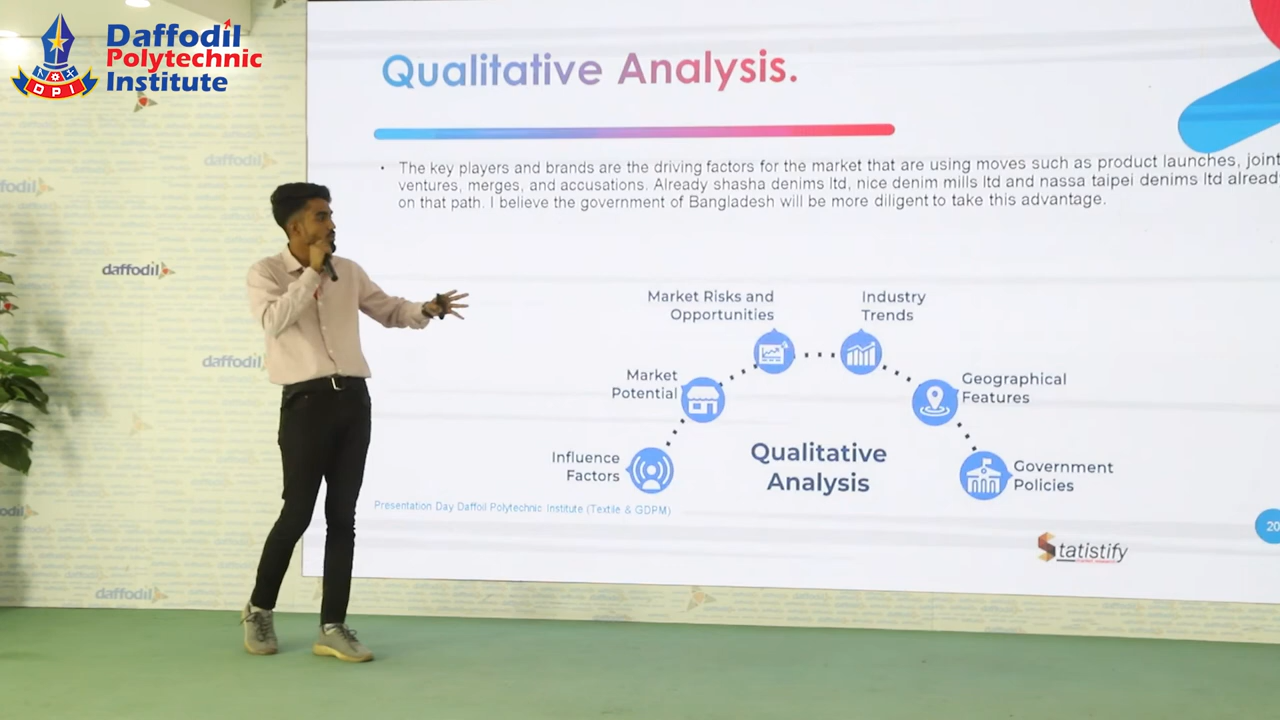 Daffodil
Polytechnic
Institute
DPI
Qualitative Analysis.
• The key players and brands are the driving factors for the market that are using moves such as product launches, joint
ventures, merges, and accusations. Already shasha denims ltd, nice denim mills ltd and nassa taipei denims ltd already
on that path. I believe the government of Bangladesh will be more diligent to take this advantage.
daffodil
daffodil
daffodil
daffodil
daffodil
Market Risks and
Opportunities
Industry
Trends
Market
Potential
Geographical
Features
Influence
Factors
Qualitative
Analysis
Government
Policies
Presentation Day Daffoil Polytechnic Institute (Textile & GDPM)
20
Statistify